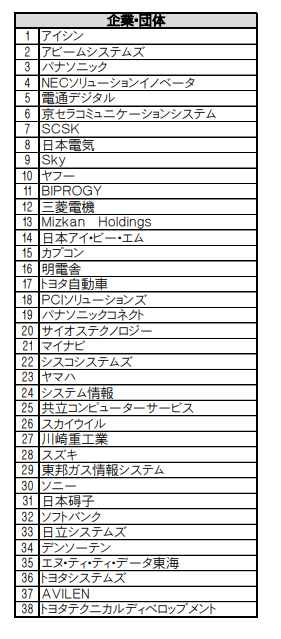 企業・団体
1 アイシン
2 アビームシステムズ
3 パナソニック
4 NECソリューションイノベータ
5 電通デジタル
6 京セラコミュニケーションシステム
7 SCSK
8 日本電気
9 Sky
10 ヤフー
11 BIPROGY
12 三菱電機
13 Mizkan Holdings
14 日本アイ・ビー・エム
15 カプコン
16 明電舎
17 トヨタ自動車
18 PCIソリューションズ
19 パナソニックコネクト
20 サイオステクノロジー
21 マイナビ
22 シスコシステムズ
23 ヤマハ
24 システム情報
25 共立コンピューターサービス
26 スカイウイル
27 川崎重工業
28 スズキ
29 東邦ガス情報システム
30 ソニー
31 日本碍子
32 ソフトバンク
33 日立システムズ
34 デンソーテン
35 エヌ・ティ・ティ・データ東海
36 トヨタシステムズ
37 AVILEN
38 トヨタテクニカルディベロップメント